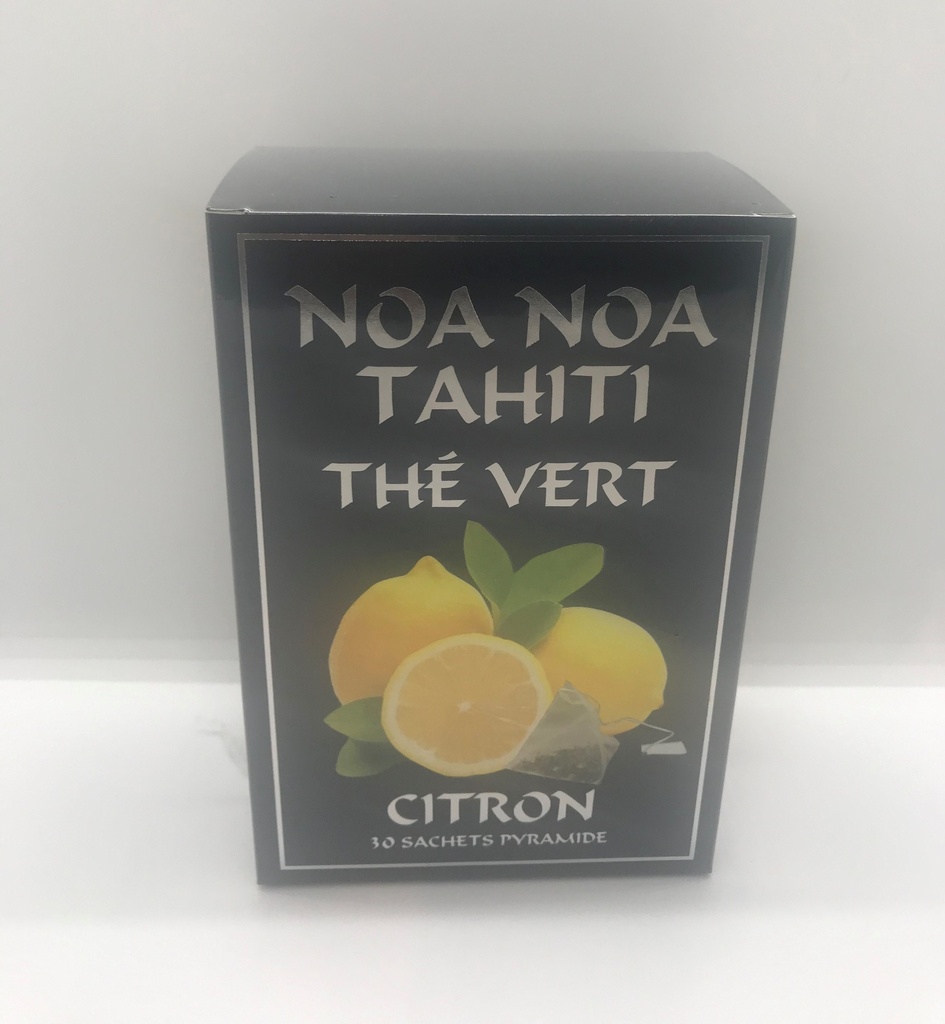 NOA NOA
TAHITI
THÉ VERT
CITRON
30 SACHETS PYRAMIDE